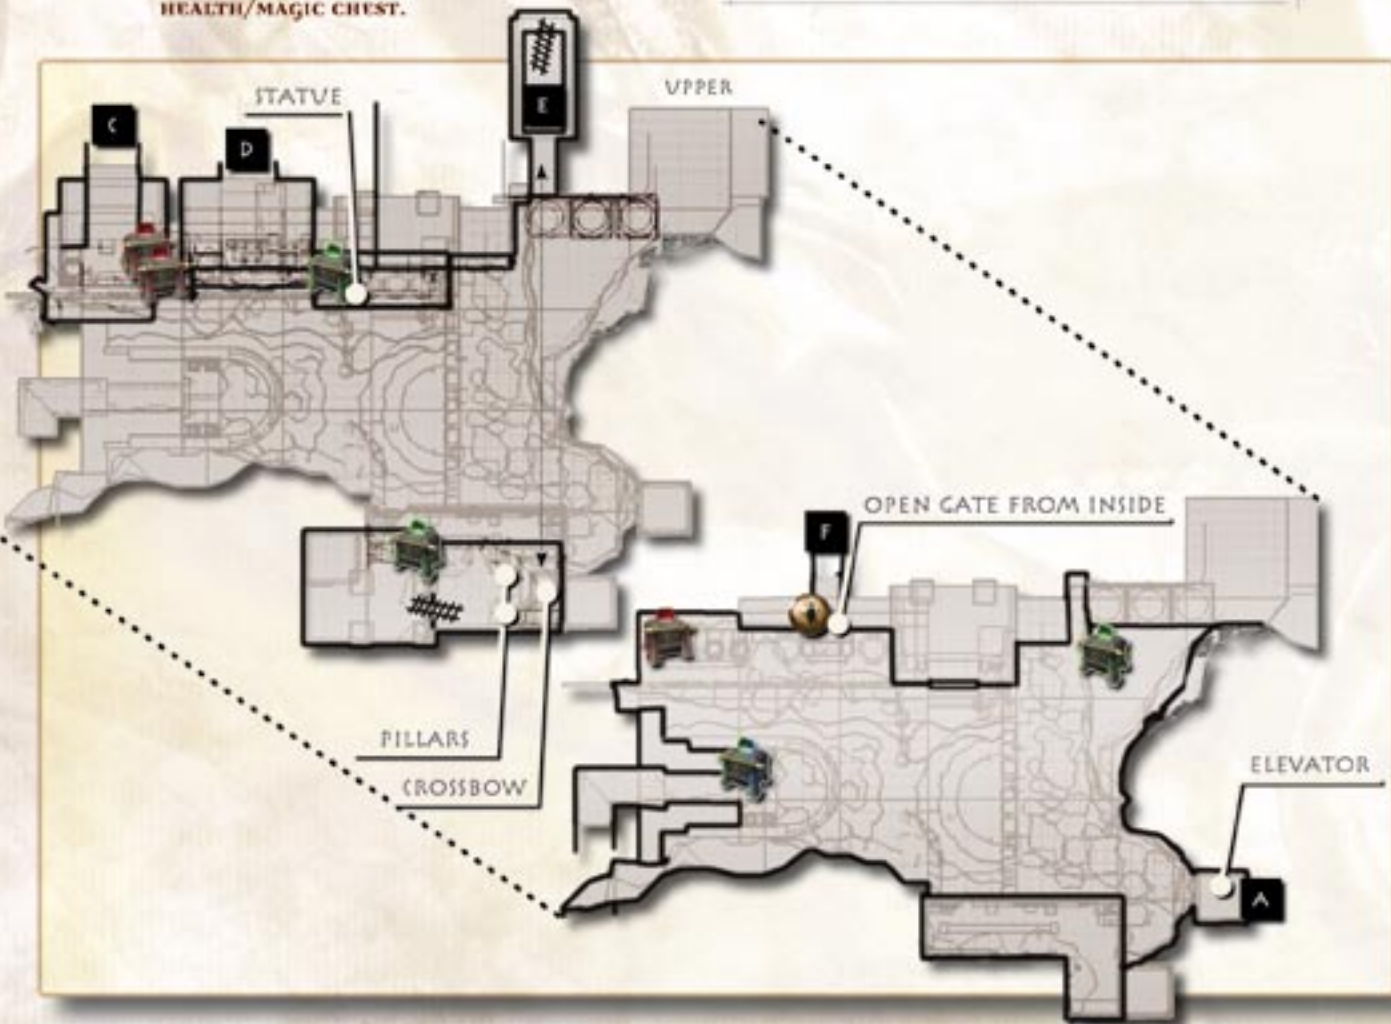 HEALTH/MAGIC CHEST.
STATUE
UPPER
C
D
E
OPEN GATE FROM INSIDE
F
PILLARS
CROSSBOW
ELEVATOR
A